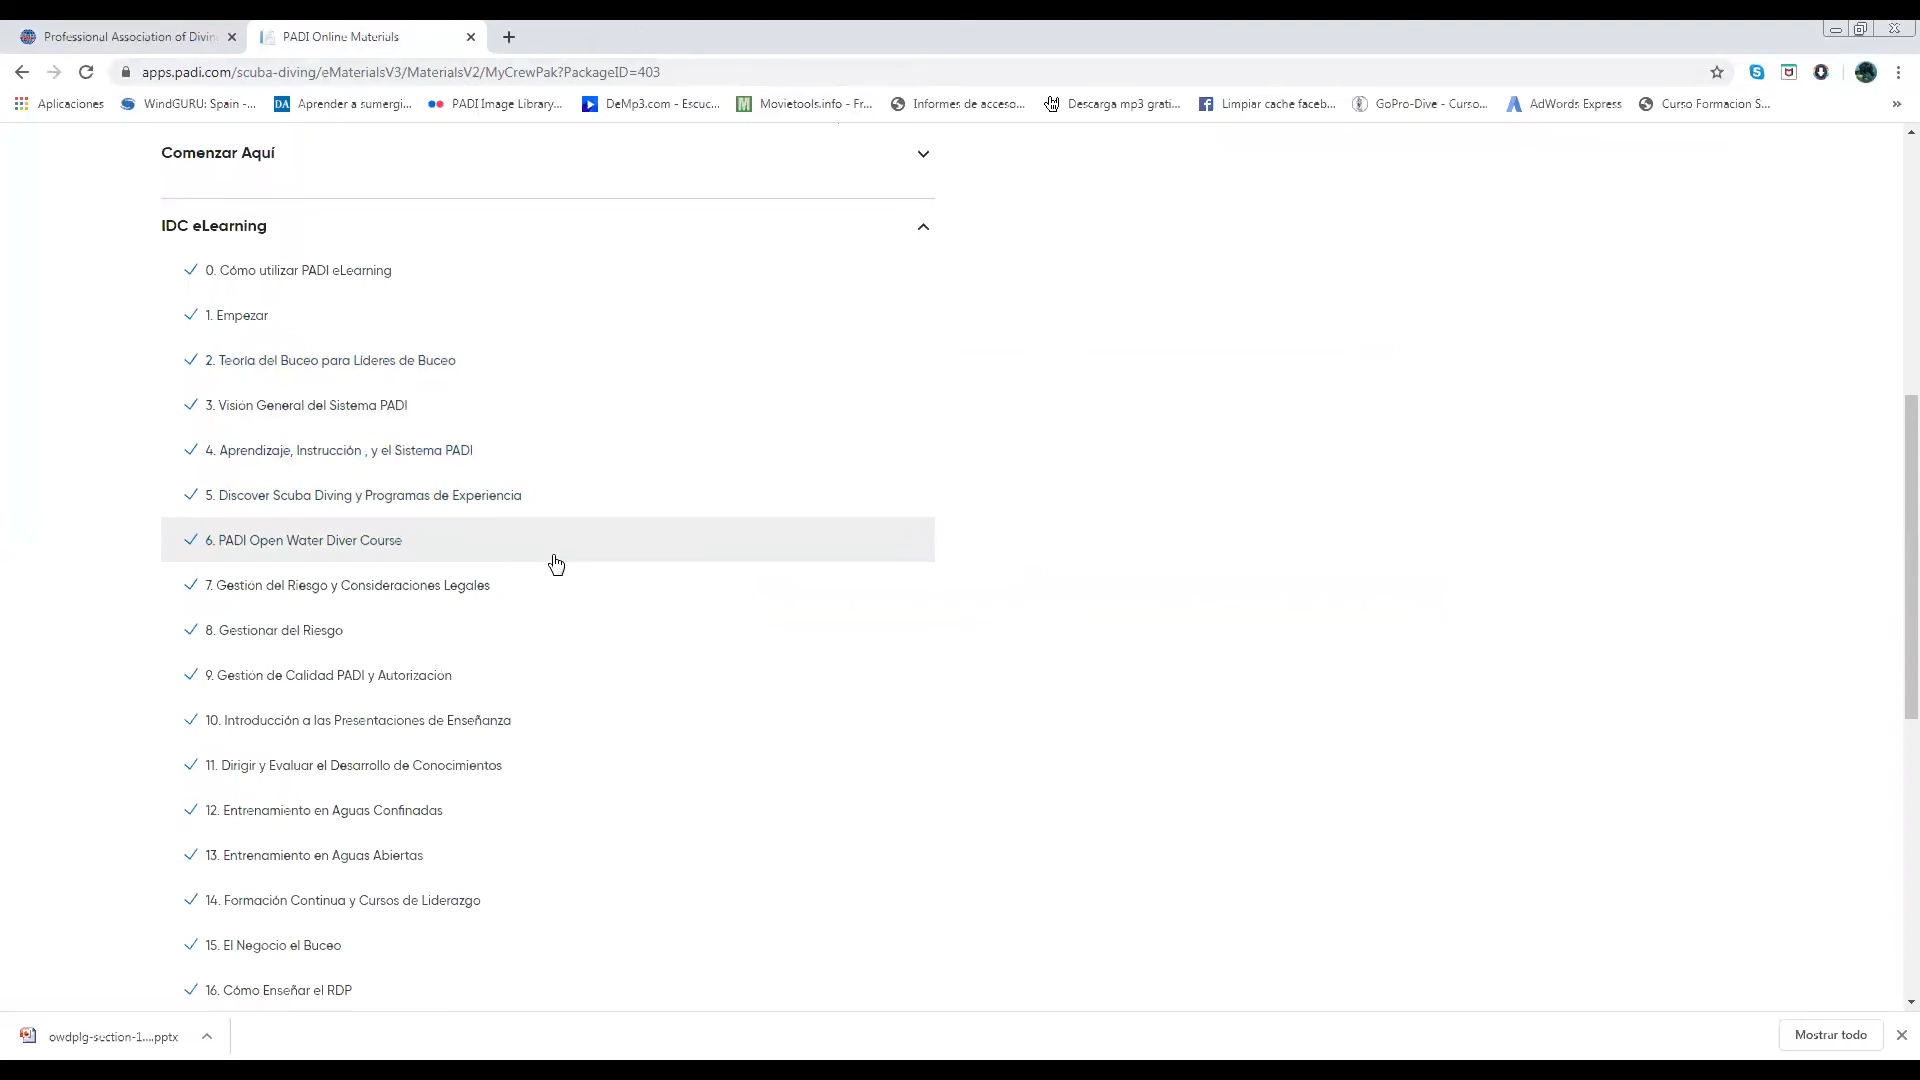 Professional Association of Divin
PADI Online Materials
apps.padi.com/scuba-diving/eMaterialsV3/MaterialsV2/MyCrewPak?PackageID=403
Aplicaciones
WindGURU: Spain -...
DA Aprender a sumergi...
PADI Image Library...
DeMp3.com - Escuc...
M Movietools.info - Fr...
Informes de acceso...
Descarga mp3 grati...
Limpiar cache faceb...
GoPro-Dive - Curso...
AdWords Express
Curso Formacion S...
Comenzar Aquí
IDC eLearning
0. Cómo utilizar PADI eLearning
1. Empezar
2. Teoría del Buceo para Líderes de Buceo
3. Visión General del Sistema PADI
4. Aprendizaje, Instrucción , y el Sistema PADI
5. Discover Scuba Diving y Programas de Experiencia
6. PADI Open Water Diver Course
7. Gestión del Riesgo y Consideraciones Legales
8. Gestionar del Riesgo
9. Gestión de Calidad PADI y Autorización
10. Introducción a las Presentaciones de Enseñanza
11. Dirigir y Evaluar el Desarrollo de Conocimientos
12. Entrenamiento en Aguas Confinadas
13. Entrenamiento en Aguas Abiertas
14. Formación Continua y Cursos de Liderazgo
15. El Negocio el Buceo
16. Cómo Enseñar el RDP
owdplg-section-1....pptx
Mostrar todo